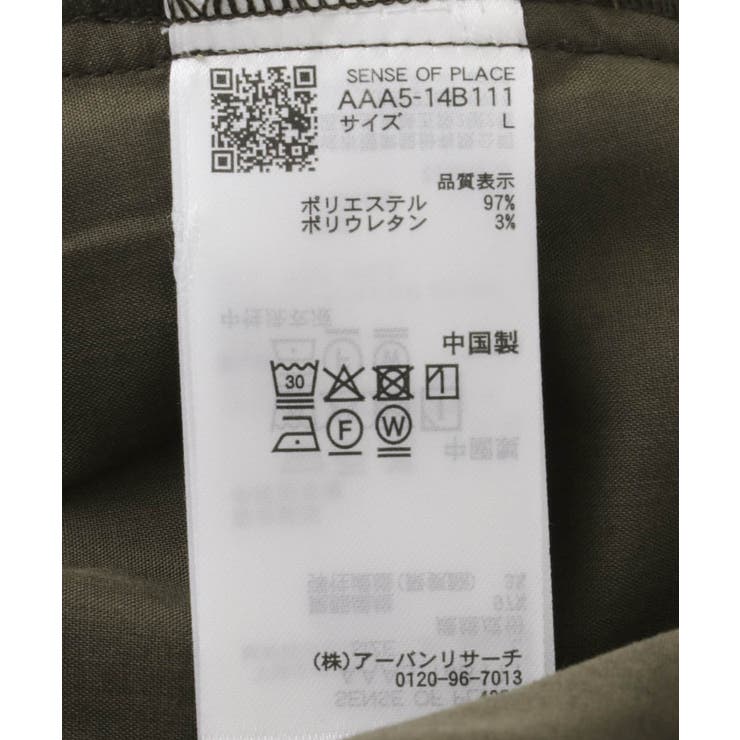 SENSE OF PLACE
AAA5-14B111
サイズ L
品質表示
ポリエステル 97%
ポリウレタン 3%
中国製
30
F W
(株)アーバンリサーチ
0120-96-7013